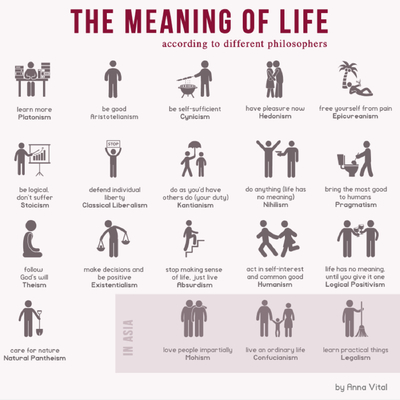 THE MEANING OF LIFE
according to different philosophers
learn more
Platonism
be good
Aristotelianism
be self-sufficient
Cynicism
have pleasure now
Hedonism
free yourself from pain
Epicureanism
be logical,
don't suffer
Stoicism
STOP
defend individual
liberty
Classical Liberalism
do as you'd have
others do (your duty)
Kantianism
do anything (life has
no meaning)
Nihilism
bring the most good
to humans
Pragmatism
follow
God's will
Theism
make decisions and
be positive
Existentialism
stop making sense
of life, just live
Absurdism
act in self-interest
and common good
Humanism
life has no meaning,
until you give it one
Logical Positivism
care for nature
Natural Pantheism
IN ASIA
love people impartially
Mohism
live an ordinary life
Confucianism
learn practical things
Legalism
by Anna Vital